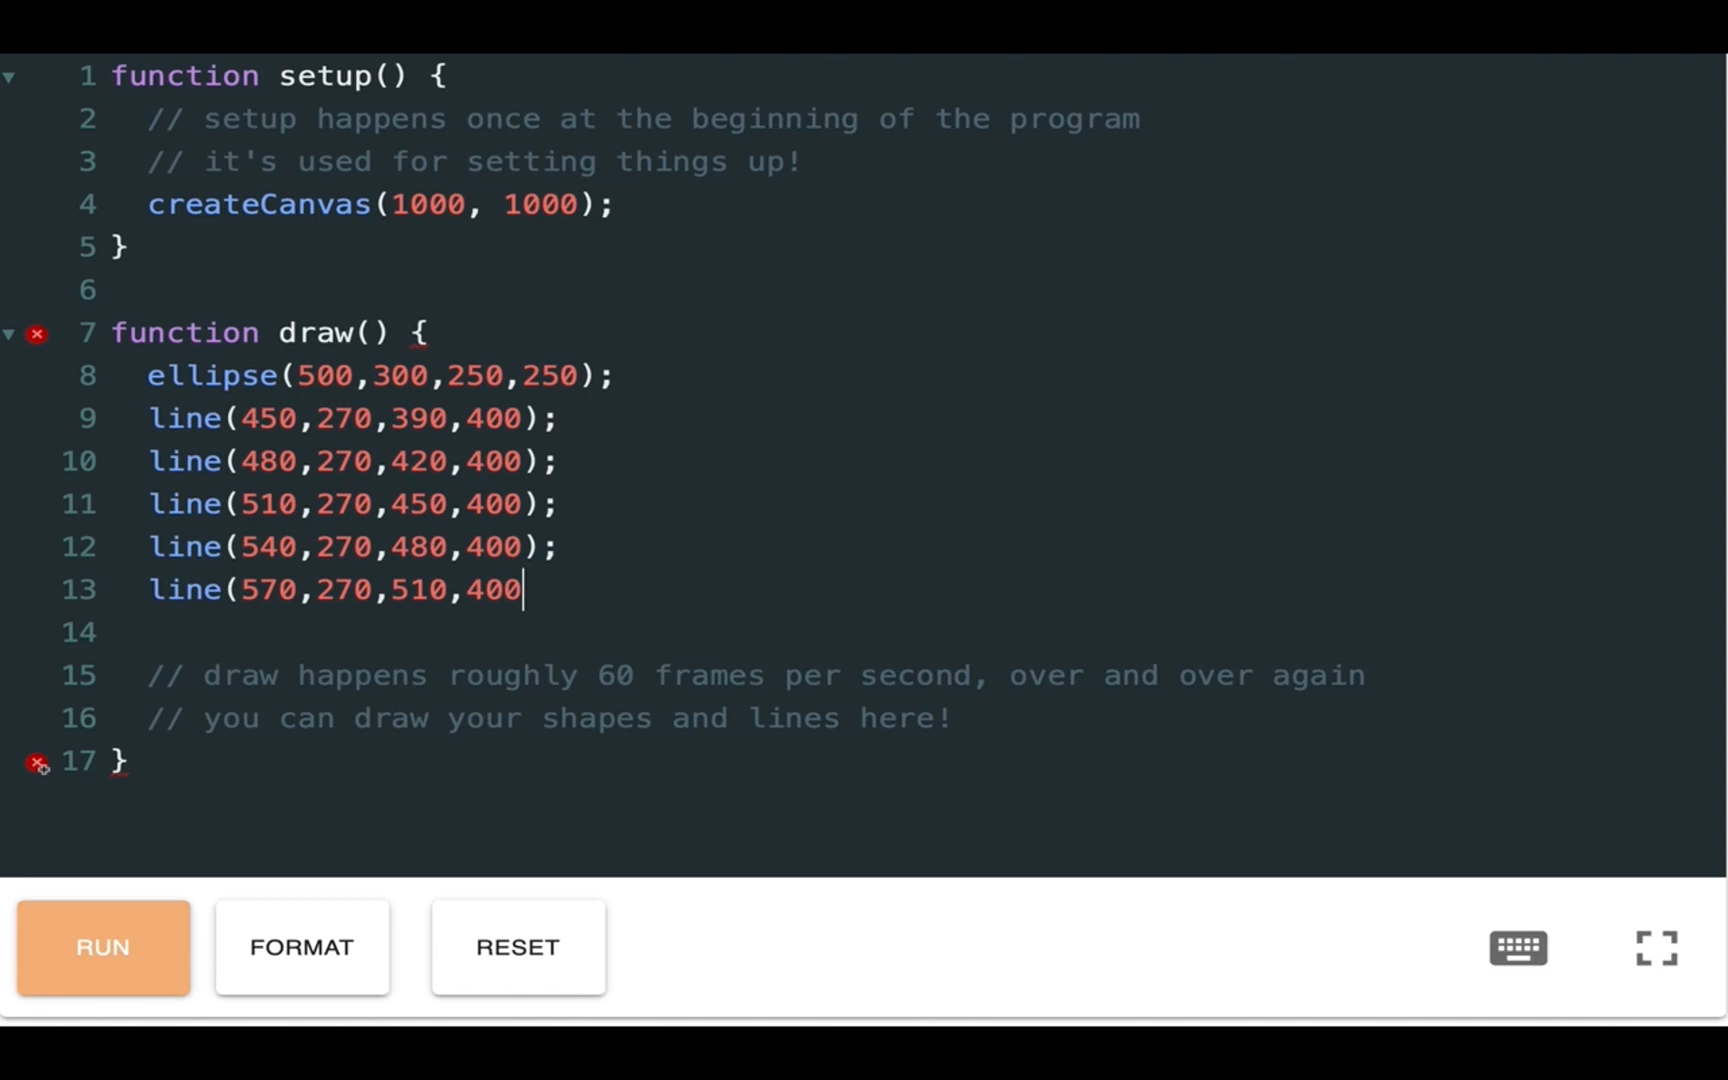 1 function setup() {
2 // setup happens once at the beginning of the program
3 // it's used for setting things up!
4 createCanvas(1000, 1000);
5 }
6
7 function draw() {
8 ellipse(500,300,250,250);
9 line(450,270,390,400);
10 line(480,270,420,400);
11 line(510,270,450,400);
12 line(540,270,480,400);
13 line(570,270,510,400
14
15 // draw happens roughly 60 frames per second, over and over again
16 // you can draw your shapes and lines here!
17 }
RUN FORMAT RESET